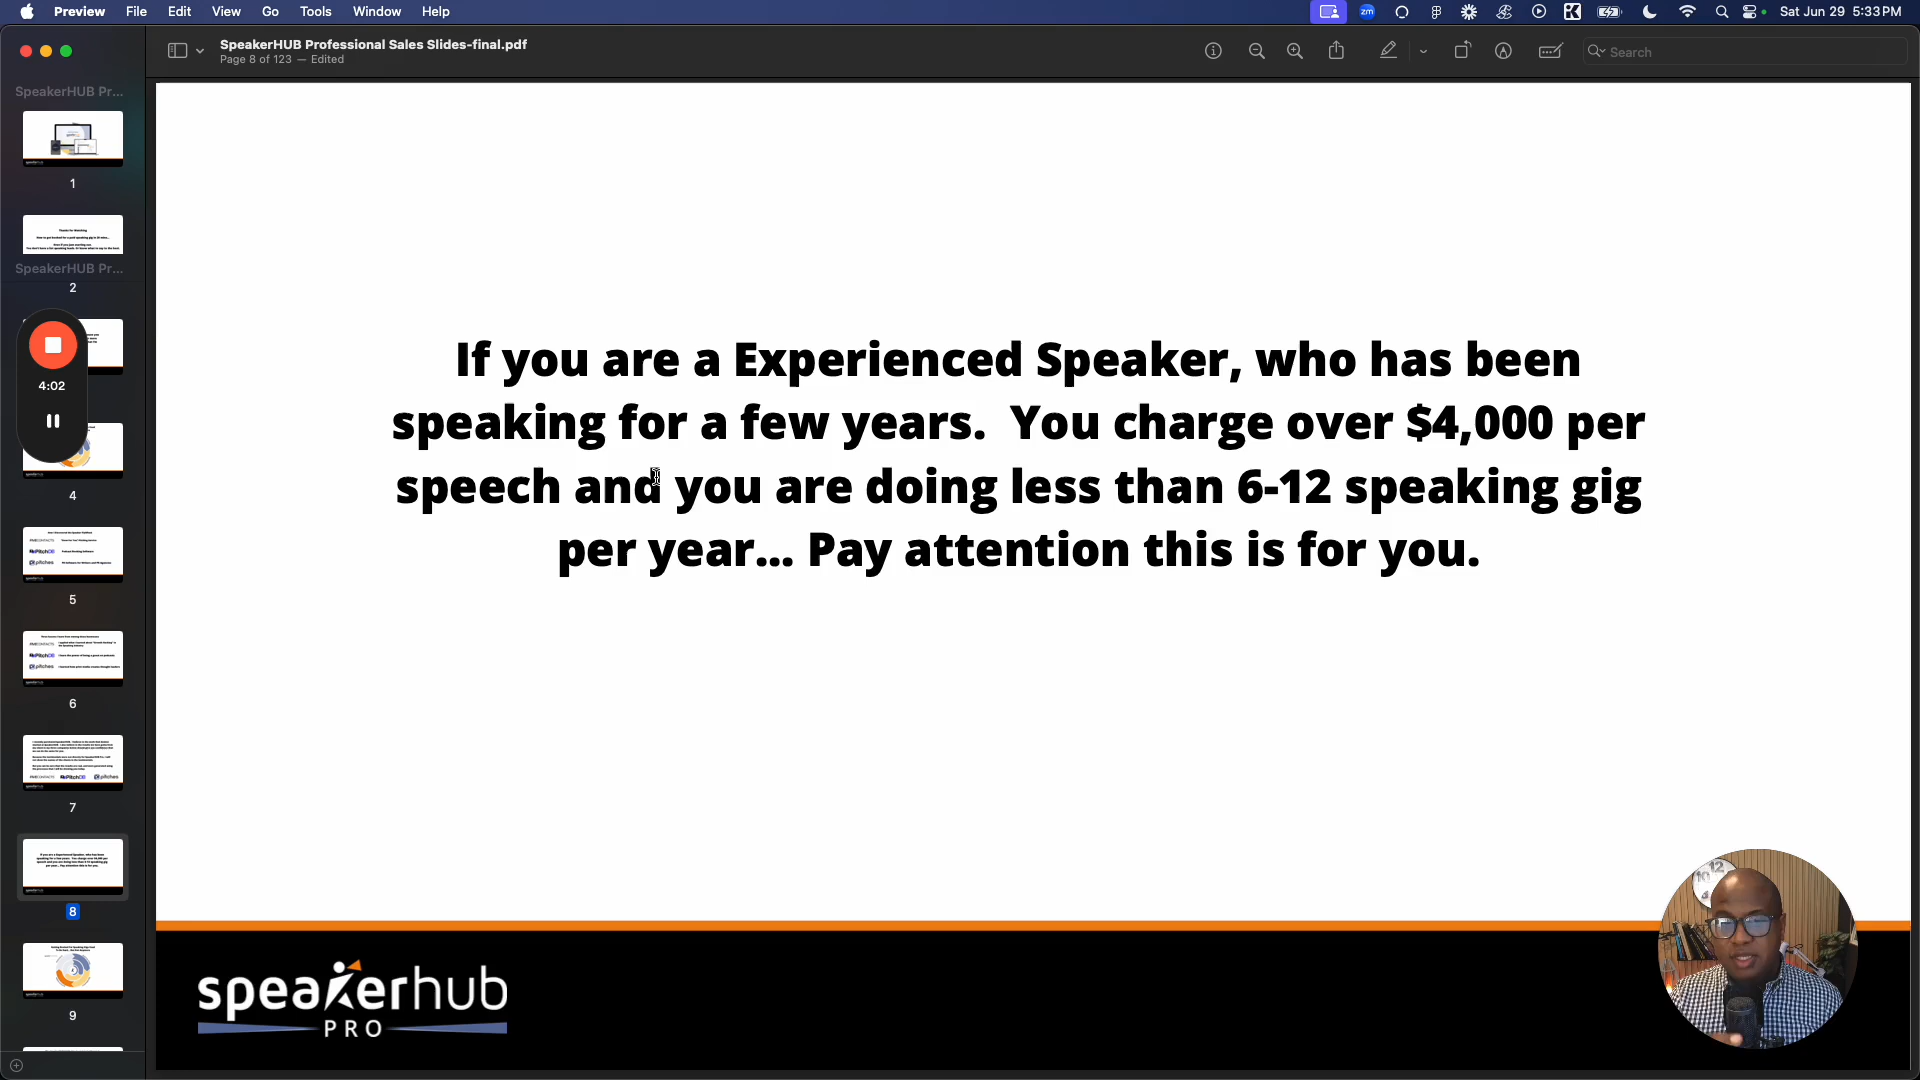 Preview File Edit View Go Tools Window Help
zm
Sat Jun 29 5:33 PM
SpeakerHUB Professional Sales Slides-final.pdf
Page 8 of 123 — Edited
Search
SpeakerHUB Pr...
1
SpeakerHUB Pr...
2
4:02
4
5
6
7
8
9
If you are a Experienced Speaker, who has been
speaking for a few years.  You charge over $4,000 per
speech and you are doing less than 6-12 speaking gig
per year... Pay attention this is for you.
speakerhub
PRO